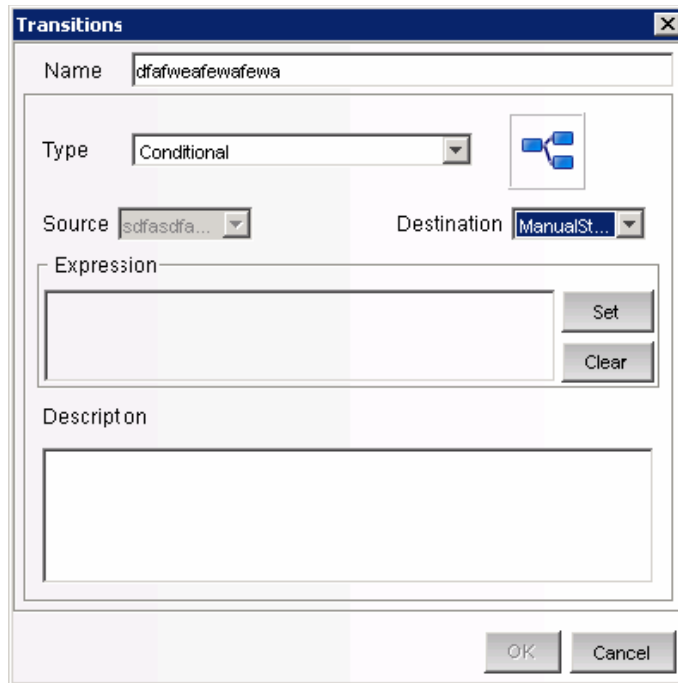 Transitions
Name dfafweafewafewa
Type Conditional
Source sdfasdfa... Destination ManualSt...
Expression
Set
Clear
Descripton
OK Cancel